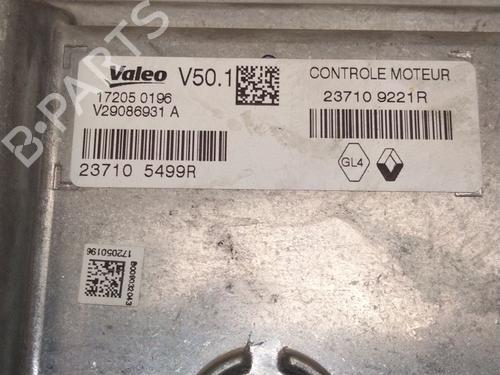 Valeo V50.1
17205 0196
V29086931 A
23710 5499R
CONTROLE MOTEUR
23710 9221R
GL4
172050196
B-PARTS